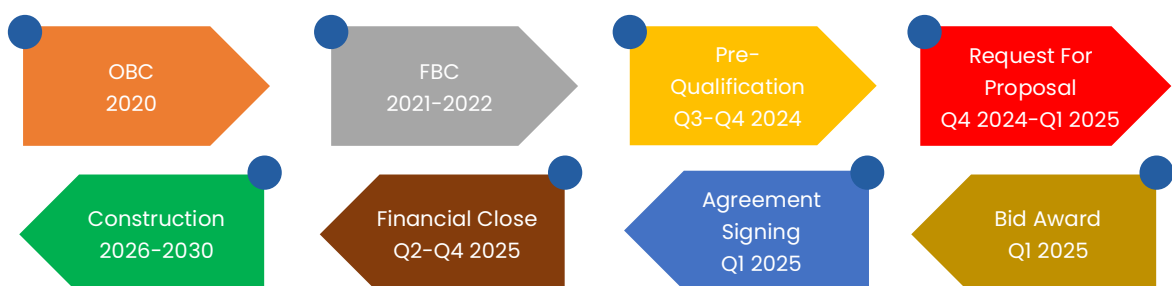 OBC
2020
FBC
2021-2022
Pre-
Qualification
Q3-Q4 2024
Request For
Proposal
Q4 2024-Q1 2025
Construction
2026-2030
Financial Close
Q2-Q4 2025
Agreement
Signing
Q1 2025
Bid Award
Q1 2025